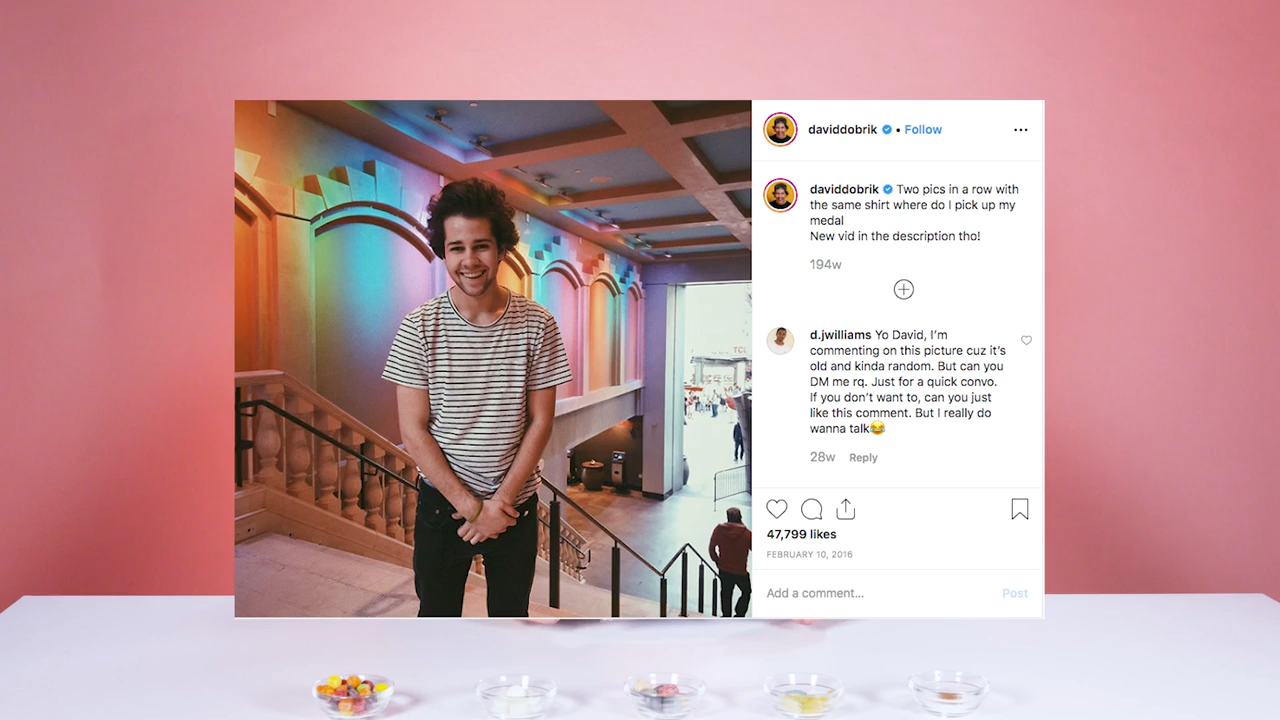 daviddobrik • Follow
daviddobrik Two pics in a row with
the same shirt where do I pick up my
medal
New vid in the description tho!
194w
d.jwilliams Yo David, I’m
commenting on this picture cuz it’s
old and kinda random. But can you
DM me rq. Just for a quick convo.
If you don’t want to, can you just
like this comment. But I really do
wanna talk😂
28w Reply
47,799 likes
FEBRUARY 10, 2016
Add a comment... Post
TCL